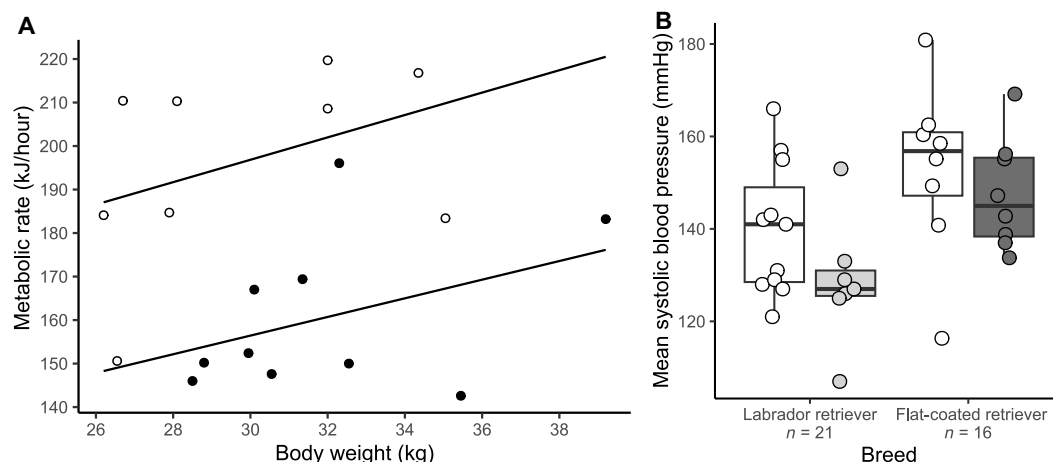 A
Metabolic rate (kJ/hour)
220
210
200
190
180
170
160
150
140
26
28
30
32
34
36
38
Body weight (kg)
B
Mean systolic blood pressure (mmHg)
180
160
140
120
Labrador retriever
n = 21
Flat-coated retriever
n = 16
Breed